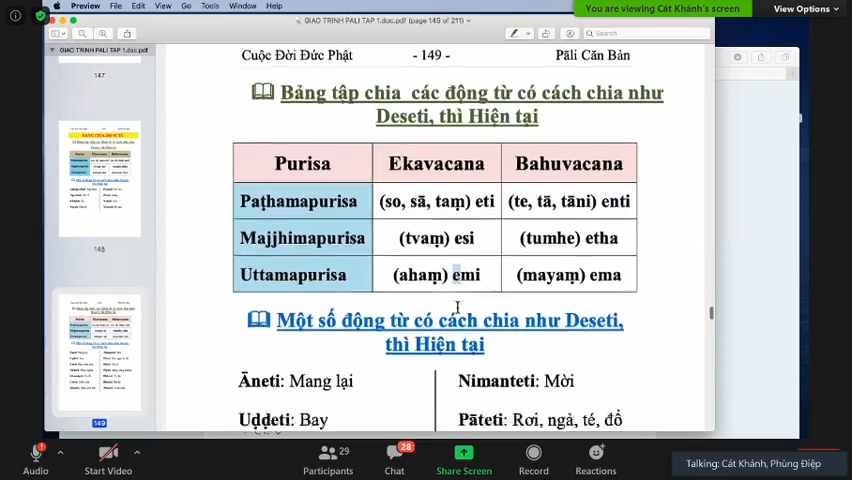 Preview File Edit View Go Tools Window Help
You are viewing Cát Khánh's screen
View Options
GIAO TRINH PALI TAP 1.doc.pdf (page 149 of 211)
Search
GIAO TRINH PALI TAP 1.doc.pdf
147
148
149
Cuộc Đời Đức Phật - 149 - Pāli Căn Bản
Bảng tập chia các động từ có cách chia như
Deseti, thì Hiện tại
Purisa Ekavacana Bahuvacana
Paṭhamapurisa (so, sā, taṃ) eti (te, tā, tāni) enti
Majjhimapurisa (tvaṃ) esi (tumhe) etha
Uttamapurisa (ahaṃ) emi (mayaṃ) ema
Một số động từ có cách chia như Deseti,
thì Hiện tại
Āneti: Mang lại Nimanteti: Mời
Uḍḍeti: Bay Pāteti: Rơi, ngả, té, đổ
29 28
Audio Start Video Participants Chat Share Screen Record Reactions
Talking: Cát Khánh, Phùng Điệp